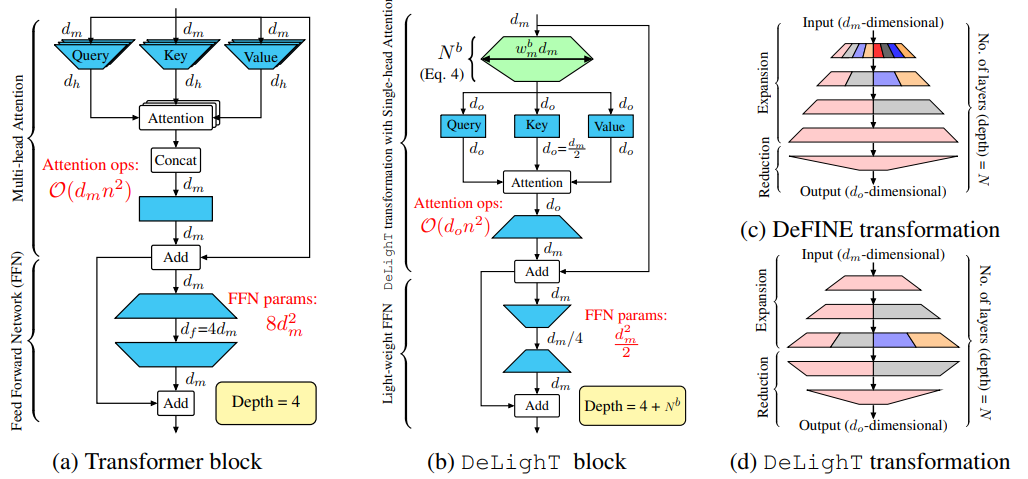 Multi-head Attention
Feed Forward Network (FFN)
d_m
d_m
d_m
Query
Key
Value
d_h
d_h
d_h
Attention
Concat
Attention ops:
O(d_m n^2)
d_m
d_m
Add
d_m
FFN params:
8d_m^2
d_f=4d_m
d_m
Add
Depth = 4
(a) Transformer block
DeLighT transformation with Single-head Attention
Light-weight FFN
d_m
N^b
(Eq. 4)
w_m^b d_m
d_o
d_o
d_o
Query
Key
Value
d_o
d_o=d_m/2
d_o
Attention
Attention ops:
O(d_o n^2)
d_o
d_m
Add
d_m
FFN params:
d_m^2/2
d_m/4
d_m
Add
Depth = 4 + N^b
(b) DeLighT block
Input (d_m-dimensional)
Expansion
Reduction
No. of layers (depth) = N
Output (d_o-dimensional)
(c) DeFINE transformation
Input (d_m-dimensional)
Expansion
Reduction
No. of layers (depth) = N
Output (d_o-dimensional)
(d) DeLighT transformation